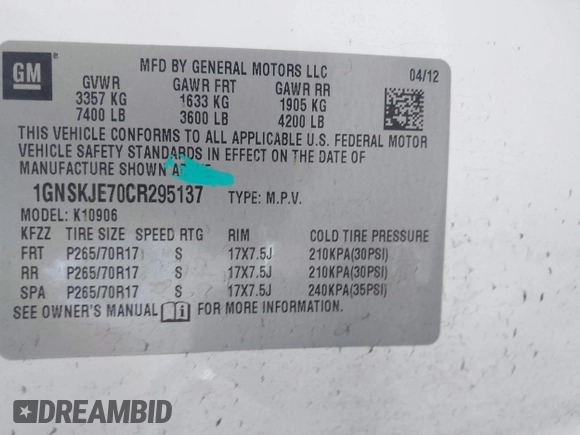 GM
MFD BY GENERAL MOTORS LLC
04/12
GVWR GAWR FRT GAWR RR
3357 KG 1633 KG 1905 KG
7400 LB 3600 LB 4200 LB
THIS VEHICLE CONFORMS TO ALL APPLICABLE U.S. FEDERAL MOTOR
VEHICLE SAFETY STANDARDS IN EFFECT ON THE DATE OF
MANUFACTURE SHOWN
1GNSKJE70CR295137 TYPE: M.P.V.
MODEL: K10906
KFZZ TIRE SIZE SPEED RTG RIM COLD TIRE PRESSURE
FRT P265/70R17 S 17X7.5J 210KPA(30PSI)
RR P265/70R17 S 17X7.5J 210KPA(30PSI)
SPA P265/70R17 S 17X7.5J 240KPA(35PSI)
SEE OWNER'S MANUAL FOR MORE INFORMATION.
DREAMBID